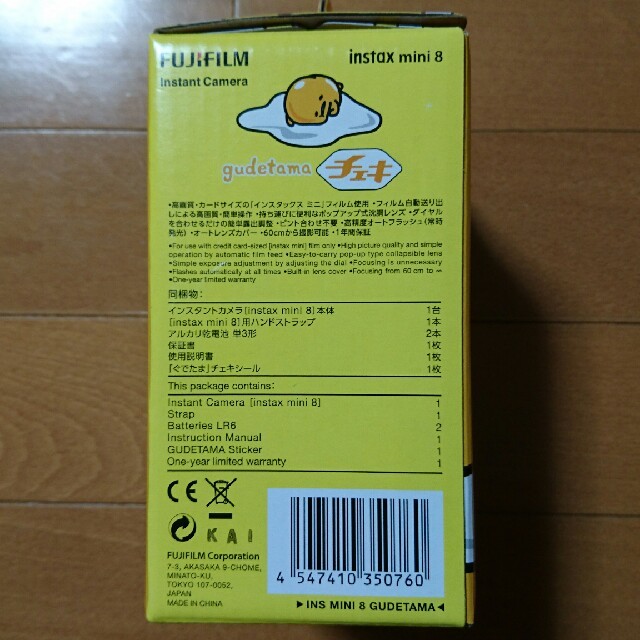 FUJIFILM
instax mini 8
Instant Camera
gudetama チェキ
•高画質・カードサイズの「インスタックス ミニ」フィルム使用 •フィルム自動送り出
しによる高画質・簡単操作 •持ち運びに便利なポップアップ式沈胴レンズ •ダイヤル
を合わせるだけの簡単露出調整 •ピント合わせ不要 •高精度オートフラッシュ(常時
発光) •オートレンズカバー •60cmから撮影可能 •1年間保証
•For use with credit card-sized [instax mini] film only •High picture quality and simple
operation by automatic film feed •Easy-to-carry pop-up type collapsible lens
•Simple exposure adjustment by adjusting the dial •Focusing is unnecessary
•Flashes automatically at all times •Built-in lens cover •Focusing from 60 cm to ∞
•One-year limited warranty
同梱物:
インスタントカメラ[instax mini 8]本体 1台
[instax mini 8]用ハンドストラップ 1本
アルカリ乾電池 単3形 2本
保証書 1枚
使用説明書 1枚
「ぐでたま」チェキシール 1枚
This package contains:
Instant Camera [instax mini 8] 1
Strap 1
Batteries LR6 2
Instruction Manual 1
GUDETAMA Sticker 1
One-year limited warranty 1
CE
KAI
FUJIFILM Corporation
7-3, AKASAKA 9-CHOME,
MINATO-KU,
TOKYO 107-0052,
JAPAN
MADE IN CHINA
4 547410 350760
▶ INS MINI 8 GUDETAMA ◀